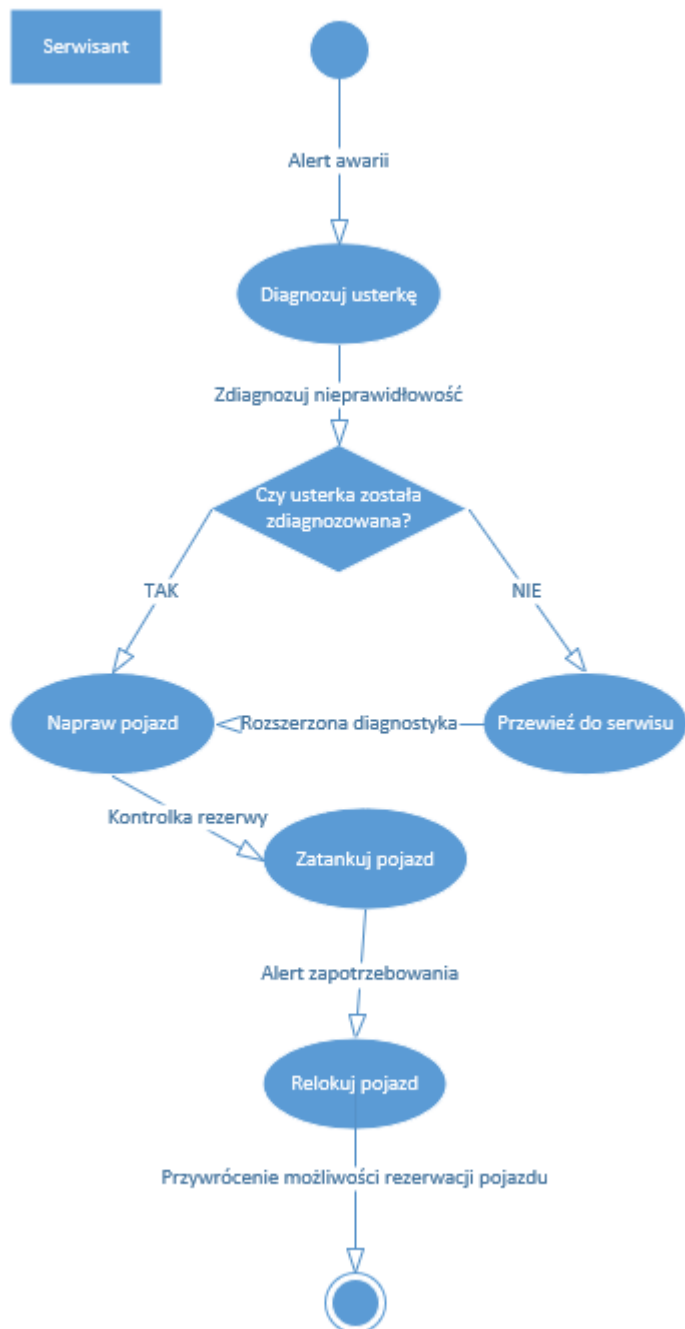 Serwisant
Alert awarii
Diagnozuj usterkę
Zdiagnozuj nieprawidłowość
Czy usterka została
zdiagnozowana?
TAK
NIE
Napraw pojazd
Rozszerzona diagnostyka
Przewieź do serwisu
Kontrolka rezerwy
Zatankuj pojazd
Alert zapotrzebowania
Relokuj pojazd
Przywrócenie możliwości rezerwacji pojazdu